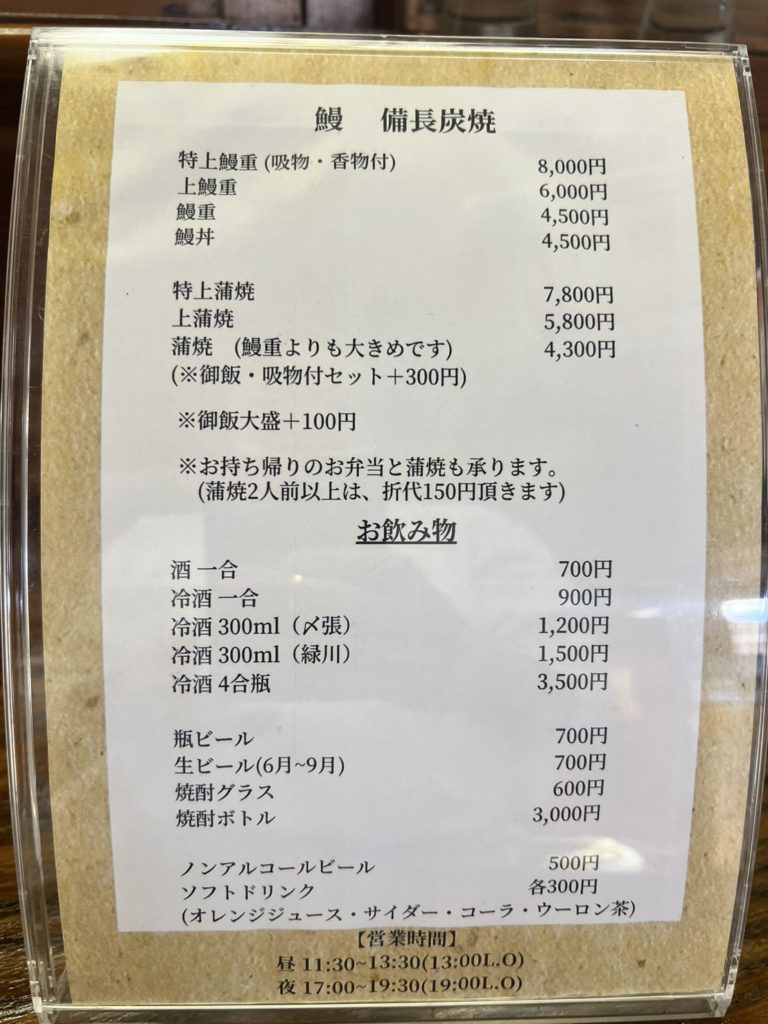 鰻　備長炭焼
特上鰻重 (吸物・香物付) 8,000円
上鰻重 6,000円
鰻重 4,500円
鰻丼 4,500円
特上蒲焼 7,800円
上蒲焼 5,800円
蒲焼　(鰻重よりも大きめです) 4,300円
(※御飯・吸物付セット＋300円)
※御飯大盛＋100円
※お持ち帰りのお弁当と蒲焼も承ります。
(蒲焼2人前以上は、折代150円頂きます)
お飲み物
酒 一合 700円
冷酒 一合 900円
冷酒 300ml（〆張） 1,200円
冷酒 300ml（緑川） 1,500円
冷酒 4合瓶 3,500円
瓶ビール 700円
生ビール(6月~9月) 700円
焼酎グラス 600円
焼酎ボトル 3,000円
ノンアルコールビール 500円
ソフトドリンク 各300円
(オレンジジュース・サイダー・コーラ・ウーロン茶)
【営業時間】
昼 11:30~13:30(13:00L.O)
夜 17:00~19:30(19:00L.O)